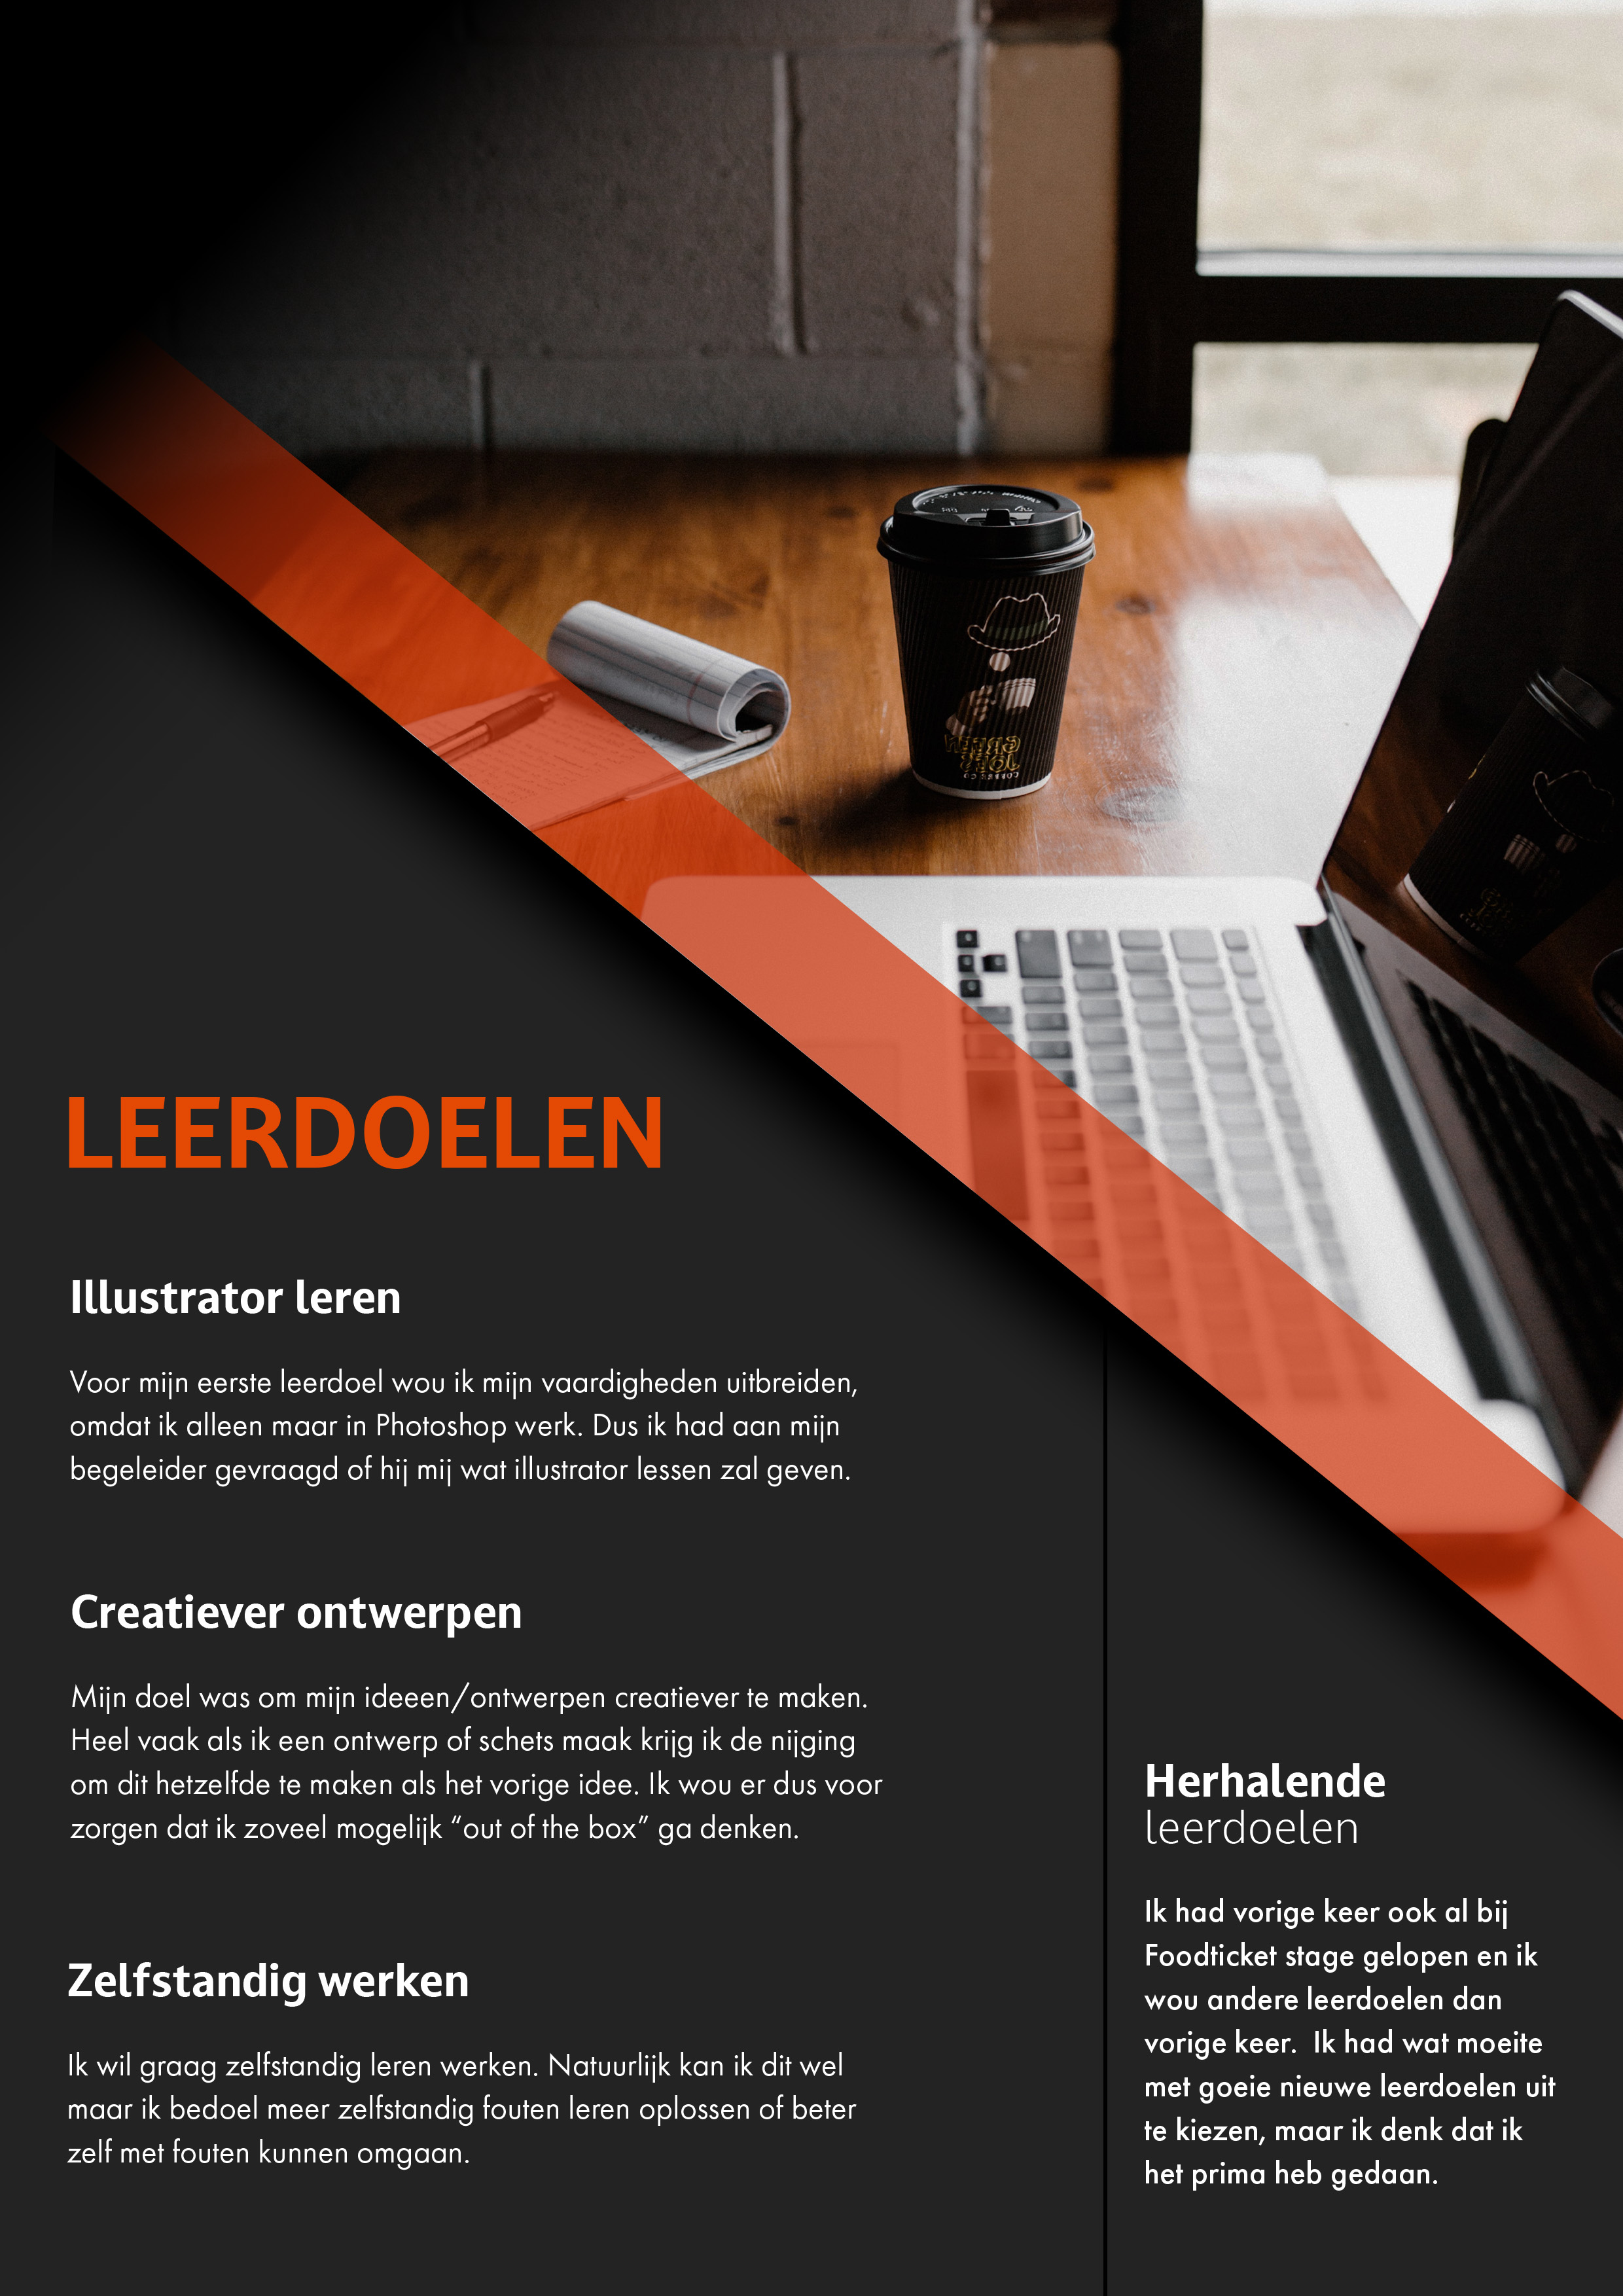 LEERDOELEN
Illustrator leren
Voor mijn eerste leerdoel wou ik mijn vaardigheden uitbreiden,
omdat ik alleen maar in Photoshop werk. Dus ik had aan mijn
begeleider gevraagd of hij mij wat illustrator lessen zal geven.
Creatiever ontwerpen
Mijn doel was om mijn ideeen/ontwerpen creatiever te maken.
Heel vaak als ik een ontwerp of schets maak krijg ik de nijging
om dit hetzelfde te maken als het vorige idee. Ik wou er dus voor
zorgen dat ik zoveel mogelijk “out of the box” ga denken.
Zelfstandig werken
Ik wil graag zelfstandig leren werken. Natuurlijk kan ik dit wel
maar ik bedoel meer zelfstandig fouten leren oplossen of beter
zelf met fouten kunnen omgaan.
Herhalende
leerdoelen
Ik had vorige keer ook al bij
Foodticket stage gelopen en ik
wou andere leerdoelen dan
vorige keer.  Ik had wat moeite
met goeie nieuwe leerdoelen uit
te kiezen, maar ik denk dat ik
het prima heb gedaan.